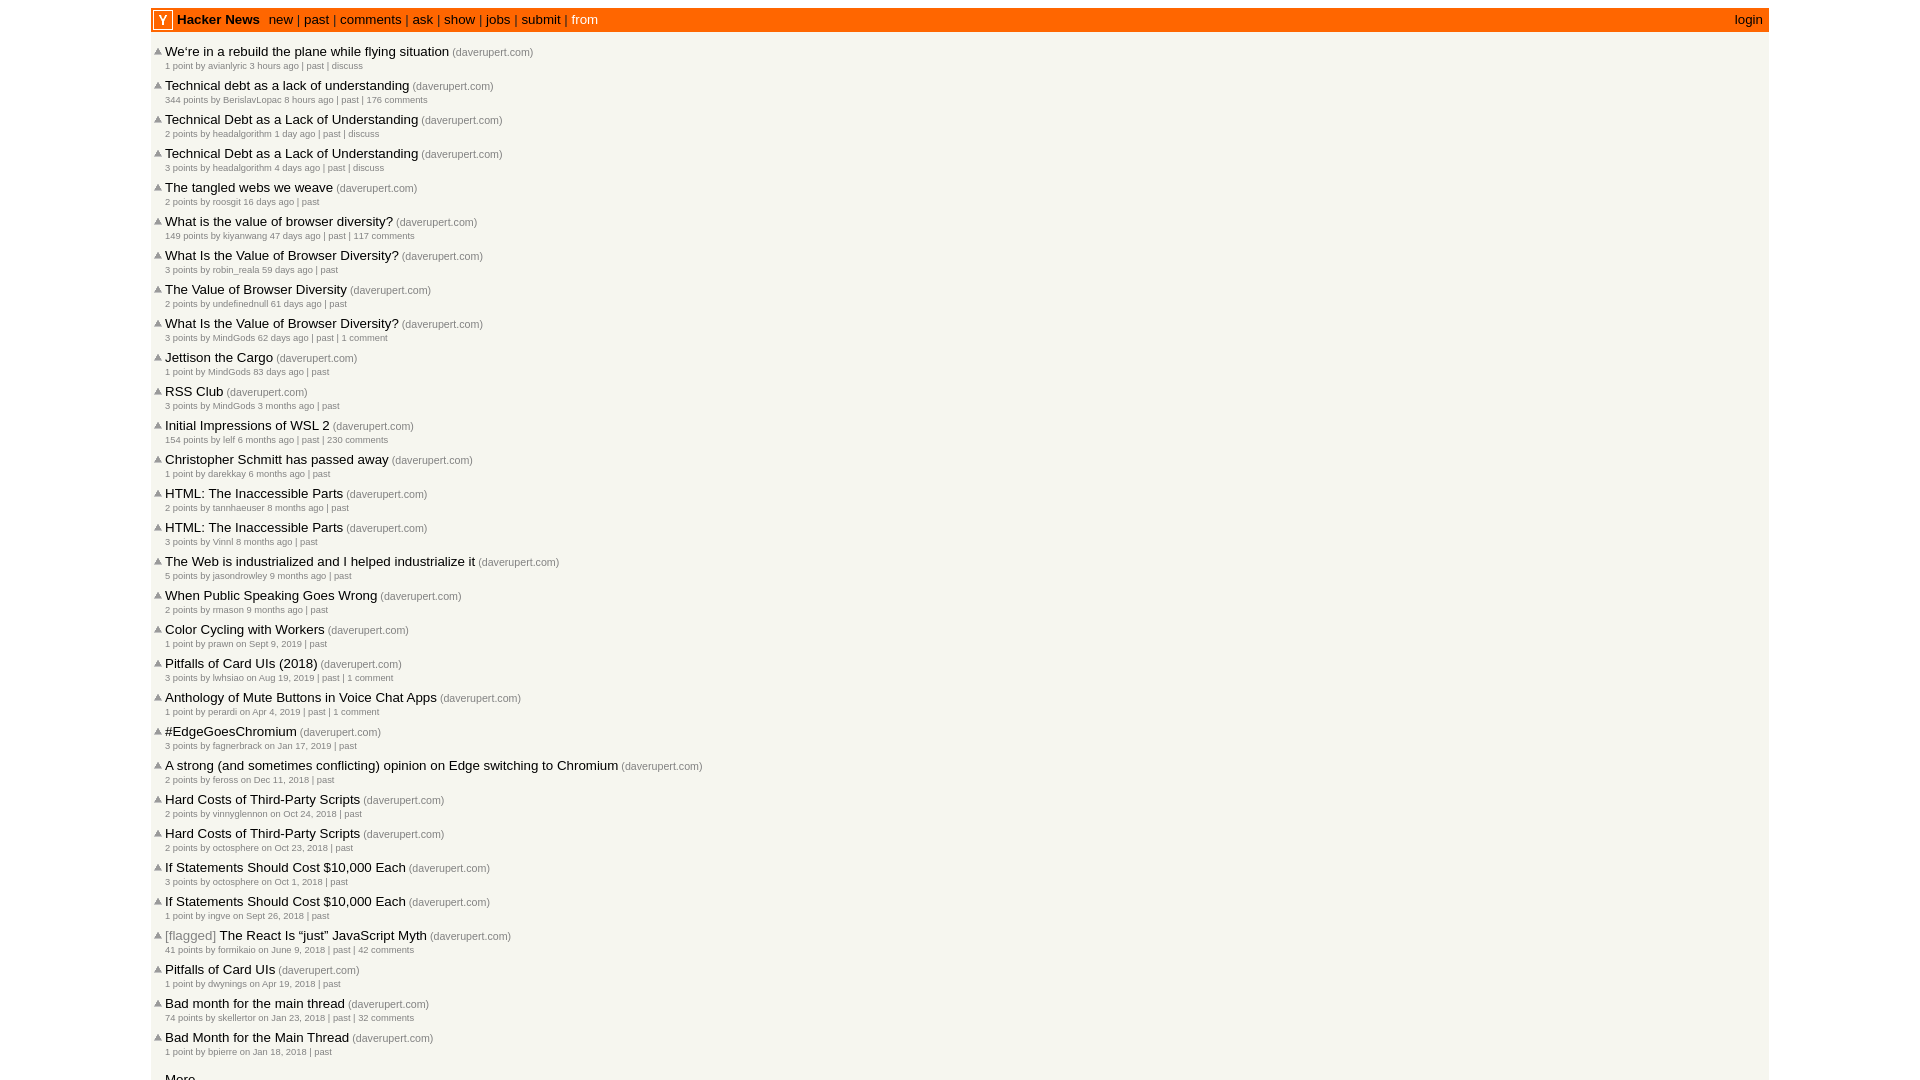 Y Hacker News new | past | comments | ask | show | jobs | submit | from login
We're in a rebuild the plane while flying situation (daverupert.com)
1 point by avianlyric 3 hours ago | past | discuss
Technical debt as a lack of understanding (daverupert.com)
344 points by BerislavLopac 8 hours ago | past | 176 comments
Technical Debt as a Lack of Understanding (daverupert.com)
2 points by headalgorithm 1 day ago | past | discuss
Technical Debt as a Lack of Understanding (daverupert.com)
3 points by headalgorithm 4 days ago | past | discuss
The tangled webs we weave (daverupert.com)
2 points by roosgit 16 days ago | past
What is the value of browser diversity? (daverupert.com)
149 points by kiyanwang 47 days ago | past | 117 comments
What Is the Value of Browser Diversity? (daverupert.com)
3 points by robin_reala 59 days ago | past
The Value of Browser Diversity (daverupert.com)
2 points by undefinednull 61 days ago | past
What Is the Value of Browser Diversity? (daverupert.com)
3 points by MindGods 62 days ago | past | 1 comment
Jettison the Cargo (daverupert.com)
1 point by MindGods 83 days ago | past
RSS Club (daverupert.com)
3 points by MindGods 3 months ago | past
Initial Impressions of WSL 2 (daverupert.com)
154 points by lelf 6 months ago | past | 230 comments
Christopher Schmitt has passed away (daverupert.com)
1 point by darekkay 6 months ago | past
HTML: The Inaccessible Parts (daverupert.com)
2 points by tannhaeuser 8 months ago | past
HTML: The Inaccessible Parts (daverupert.com)
3 points by Vinnl 8 months ago | past
The Web is industrialized and I helped industrialize it (daverupert.com)
5 points by jasondrowley 9 months ago | past
When Public Speaking Goes Wrong (daverupert.com)
2 points by rmason 9 months ago | past
Color Cycling with Workers (daverupert.com)
1 point by prawn on Sept 9, 2019 | past
Pitfalls of Card UIs (2018) (daverupert.com)
3 points by lwhsiao on Aug 19, 2019 | past | 1 comment
Anthology of Mute Buttons in Voice Chat Apps (daverupert.com)
1 point by perardi on Apr 4, 2019 | past | 1 comment
#EdgeGoesChromium (daverupert.com)
3 points by fagnerbrack on Jan 17, 2019 | past
A strong (and sometimes conflicting) opinion on Edge switching to Chromium (daverupert.com)
2 points by feross on Dec 11, 2018 | past
Hard Costs of Third-Party Scripts (daverupert.com)
2 points by vinnyglennon on Oct 24, 2018 | past
Hard Costs of Third-Party Scripts (daverupert.com)
2 points by octosphere on Oct 23, 2018 | past
If Statements Should Cost $10,000 Each (daverupert.com)
3 points by octosphere on Oct 1, 2018 | past
If Statements Should Cost $10,000 Each (daverupert.com)
1 point by ingve on Sept 26, 2018 | past
[flagged] The React Is “just” JavaScript Myth (daverupert.com)
41 points by formikaio on June 9, 2018 | past | 42 comments
Pitfalls of Card UIs (daverupert.com)
1 point by dwynings on Apr 19, 2018 | past
Bad month for the main thread (daverupert.com)
74 points by skellertor on Jan 23, 2018 | past | 32 comments
Bad Month for the Main Thread (daverupert.com)
1 point by bpierre on Jan 18, 2018 | past
More